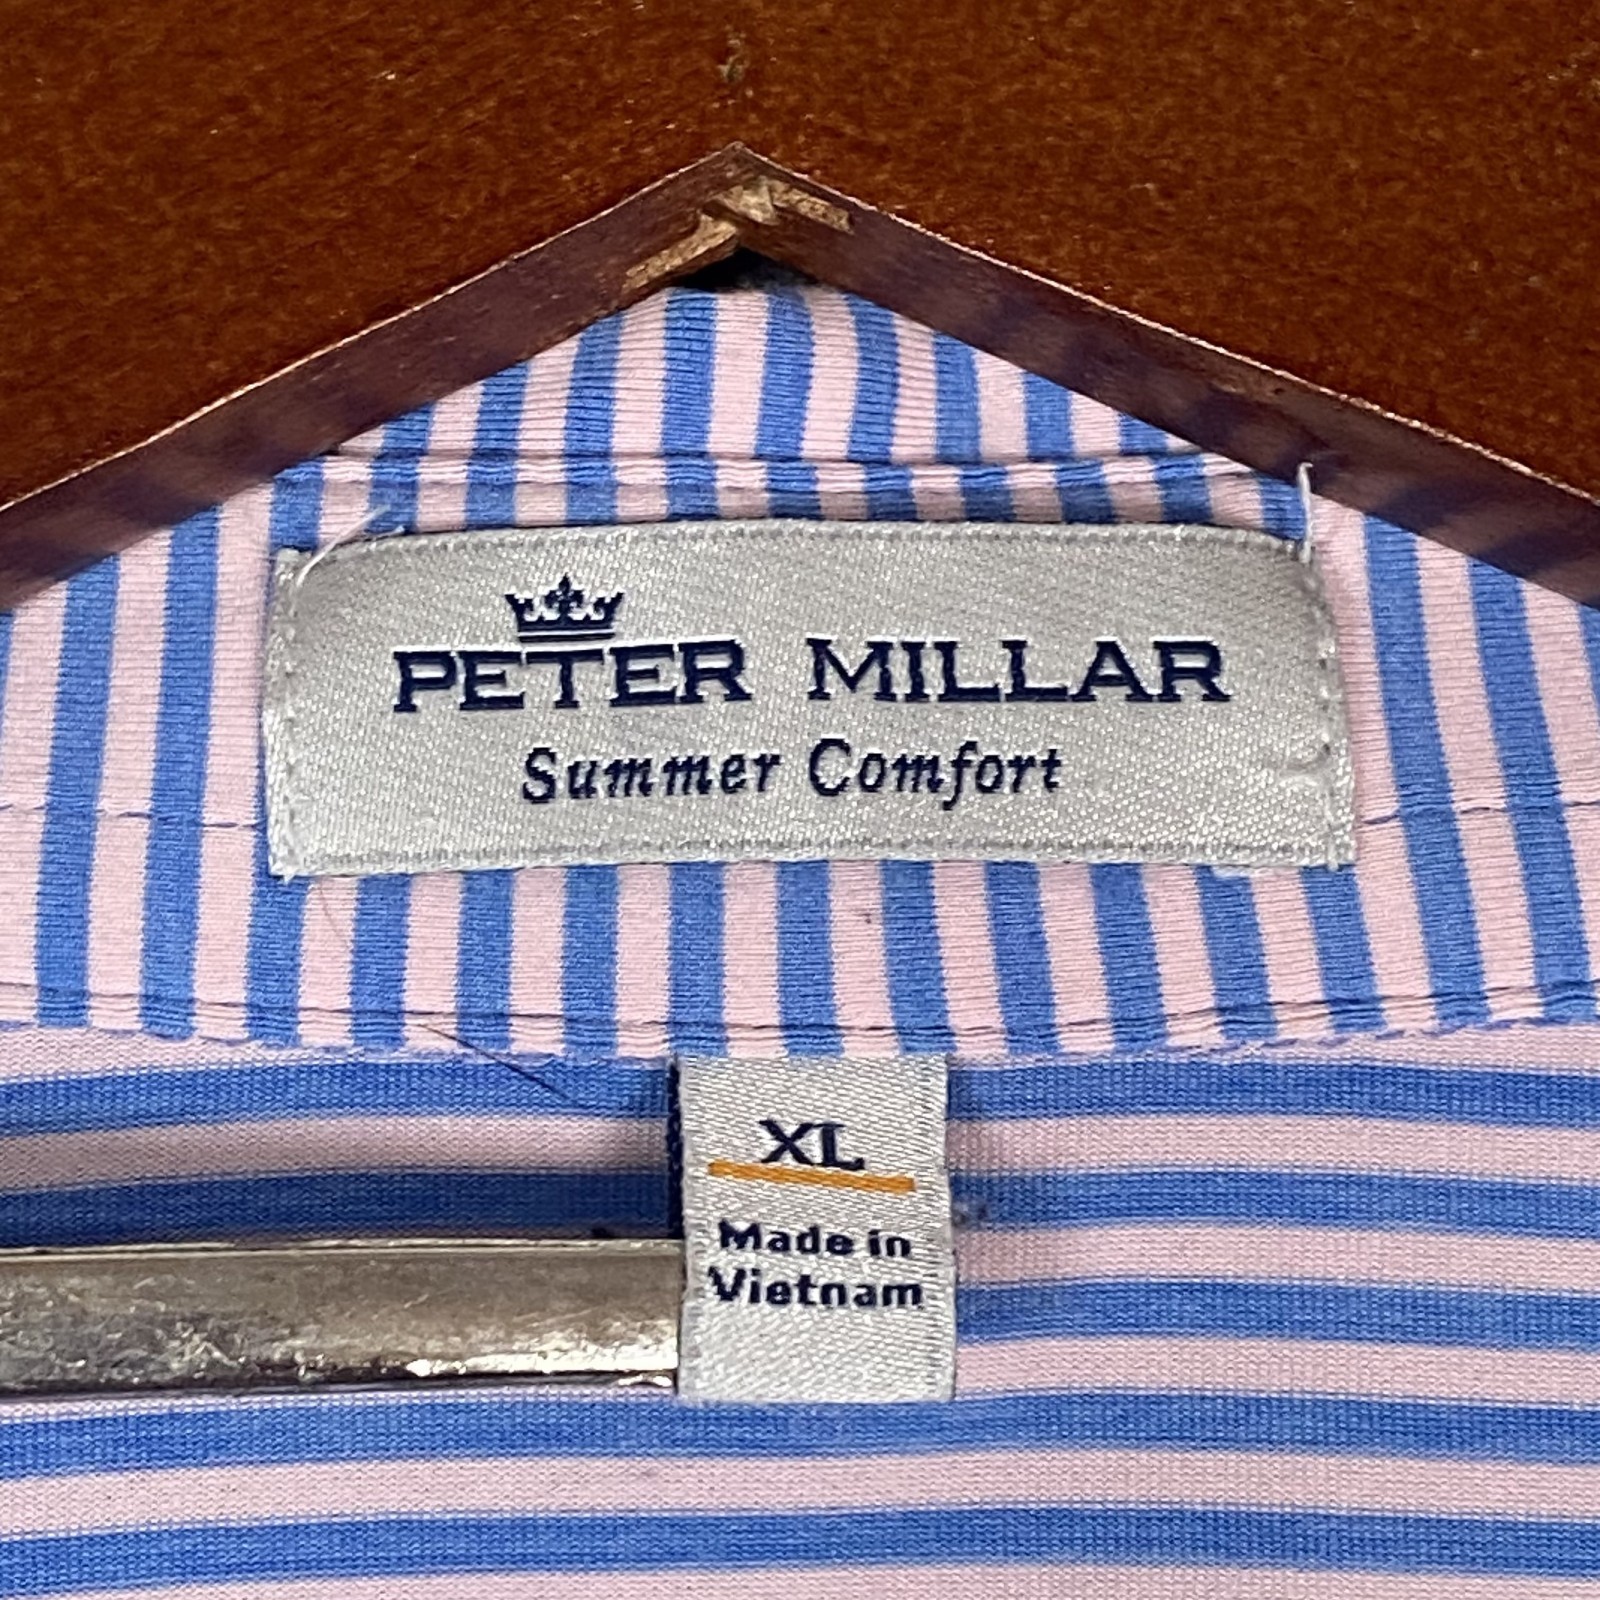 PETER MILLAR
Summer Comfort
XL
Made in
Vietnam